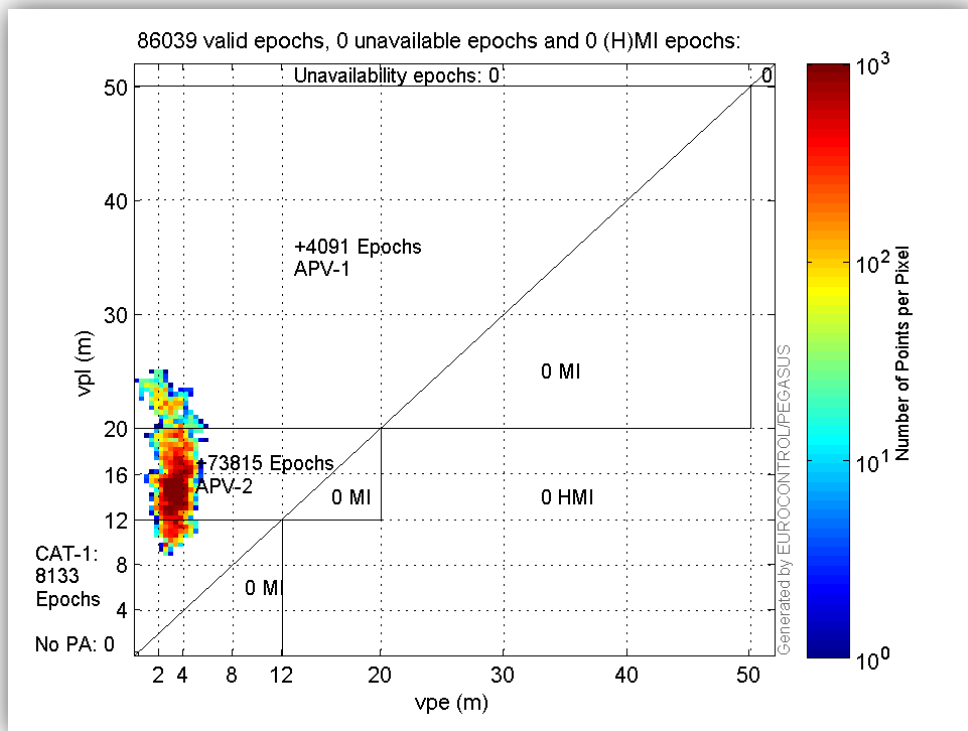 86039 valid epochs, 0 unavailable epochs and 0 (H)MI epochs:
Unavailability epochs: 0
0
50
40
30
20
16
12
8
4
vpl (m)
+4091 Epochs
APV-1
0 MI
+73815 Epochs
APV-2
0 MI
0 HMI
CAT-1:
8133
Epochs
0 MI
No PA: 0
2 4 8 12 20 30 40 50
vpe (m)
Generated by EUROCONTROL/PEGASUS
10³
10²
10¹
10⁰
Number of Points per Pixel